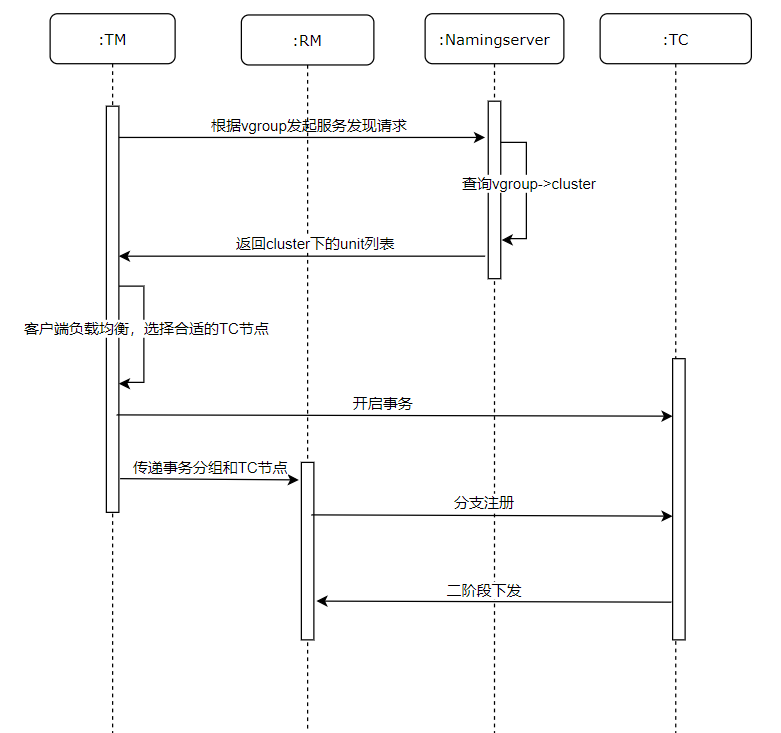 :TM
:RM
:Namingserver
:TC
根据vgroup发起服务发现请求
查询vgroup->cluster
返回cluster下的unit列表
客户端负载均衡，选择合适的TC节点
开启事务
传递事务分组和TC节点
分支注册
二阶段下发